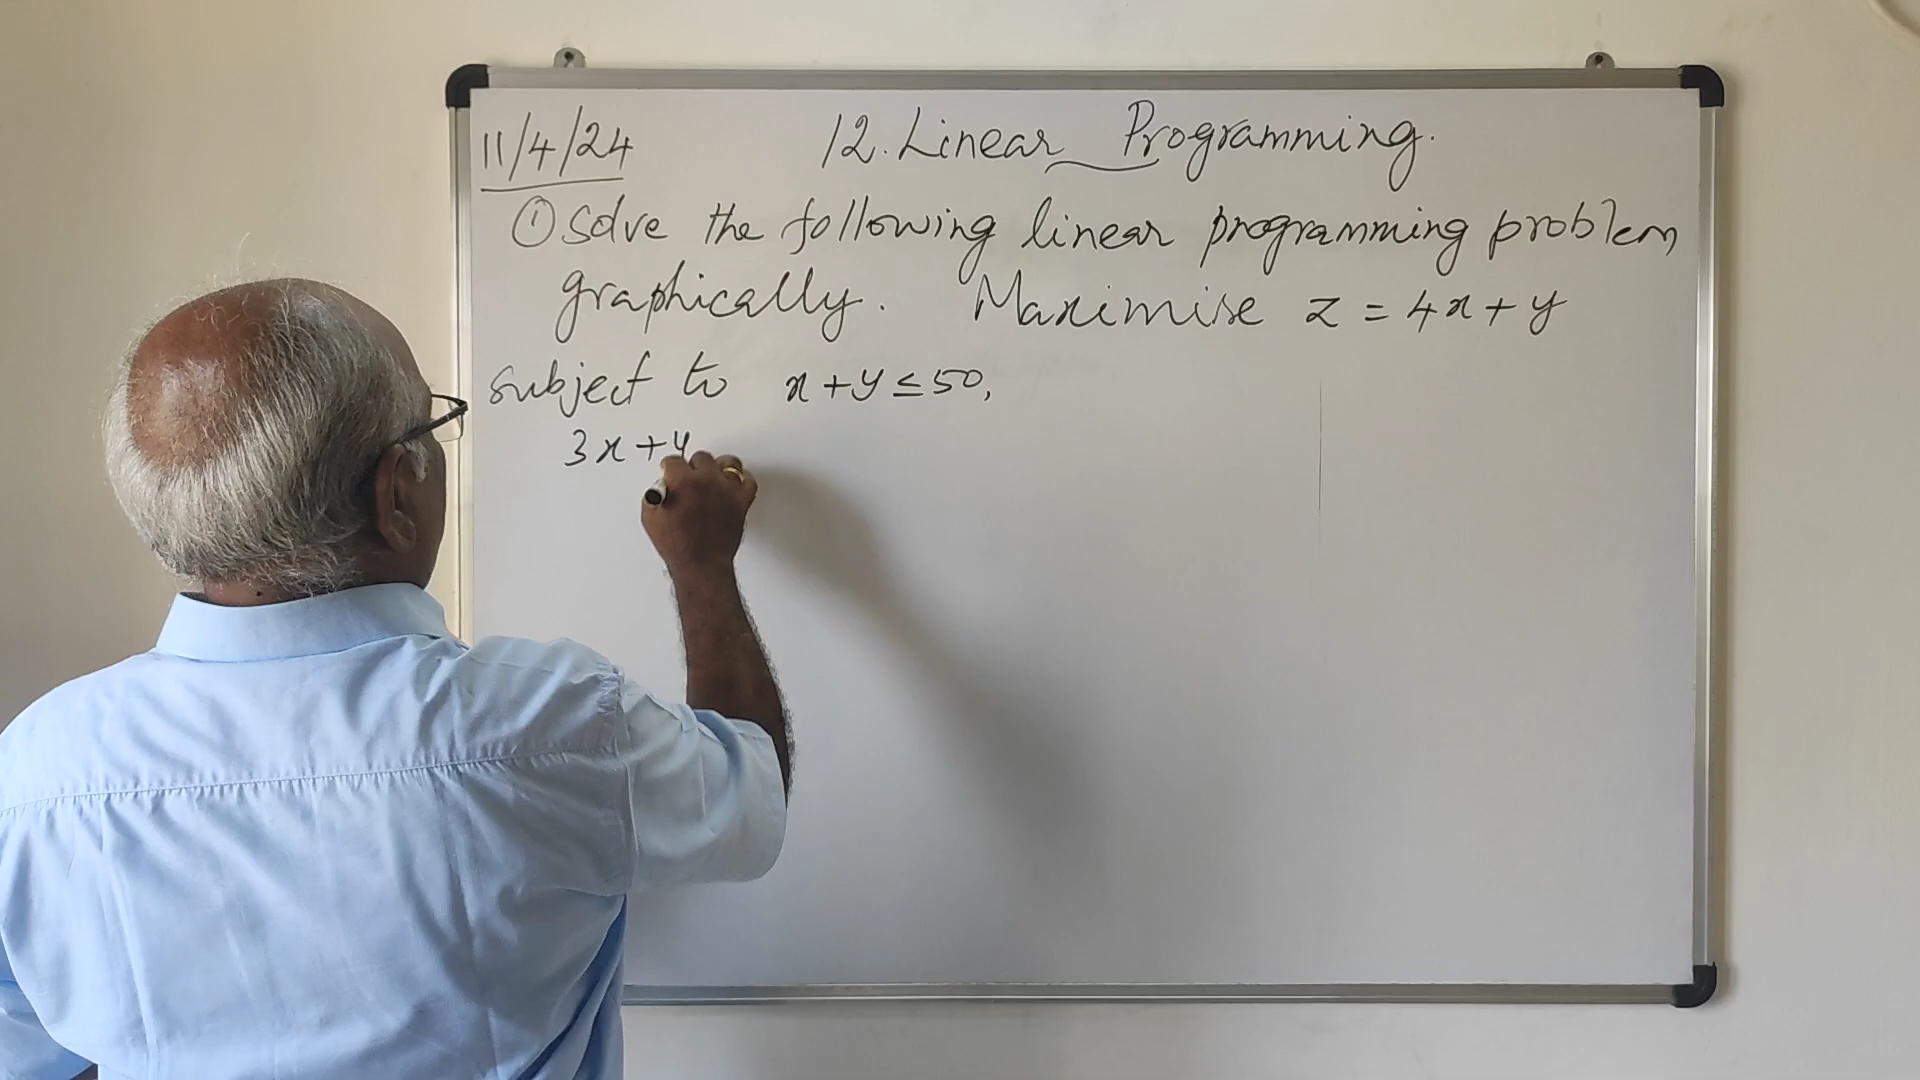 11/4/24 12. Linear Programming.
① Solve the following linear programming problem
graphically. Maximise z = 4x + y
subject to x + y ≤ 50,
3x + y